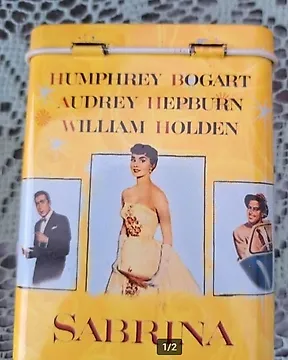 HUMPHREY BOGART
AUDREY HEPBURN
WILLIAM HOLDEN
SABRINA
1/2